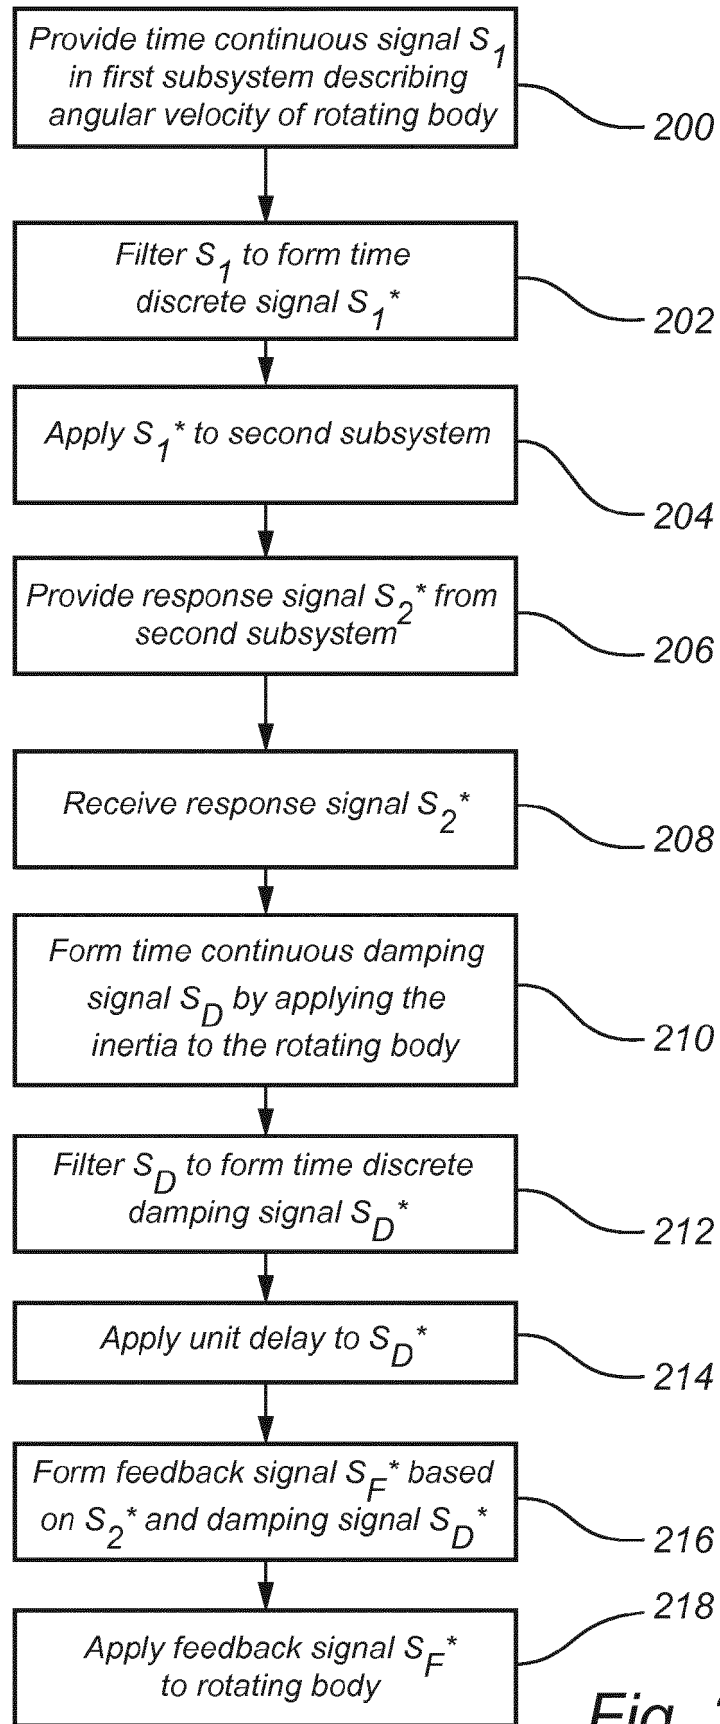 Provide time continuous signal S1
in first subsystem describing
angular velocity of rotating body
200
Filter S1 to form time
discrete signal S1*
202
Apply S1* to second subsystem
204
Provide response signal S2* from
second subsystem
206
Receive response signal S2*
208
Form time continuous damping
signal SD by applying the
inertia to the rotating body
210
Filter SD to form time discrete
damping signal SD*
212
Apply unit delay to SD*
214
Form feedback signal SF* based
on S2* and damping signal SD*
216
218
Apply feedback signal SF*
to rotating body
Fig.